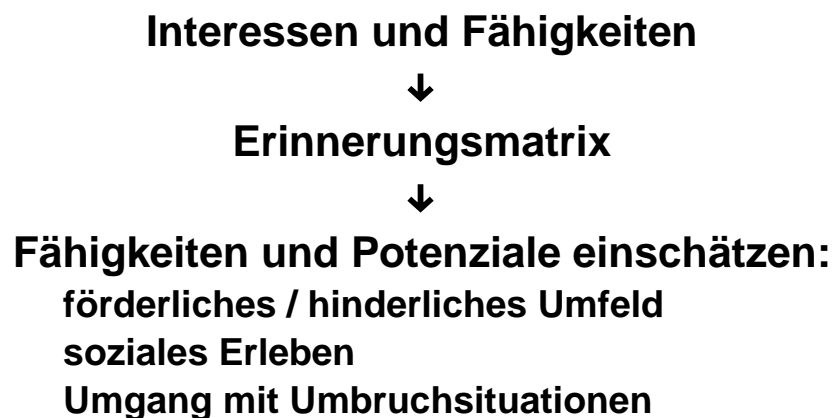 Interessen und Fähigkeiten
↓
Erinnerungsmatrix
↓
Fähigkeiten und Potenziale einschätzen:
förderliches / hinderliches Umfeld
soziales Erleben
Umgang mit Umbruchsituationen